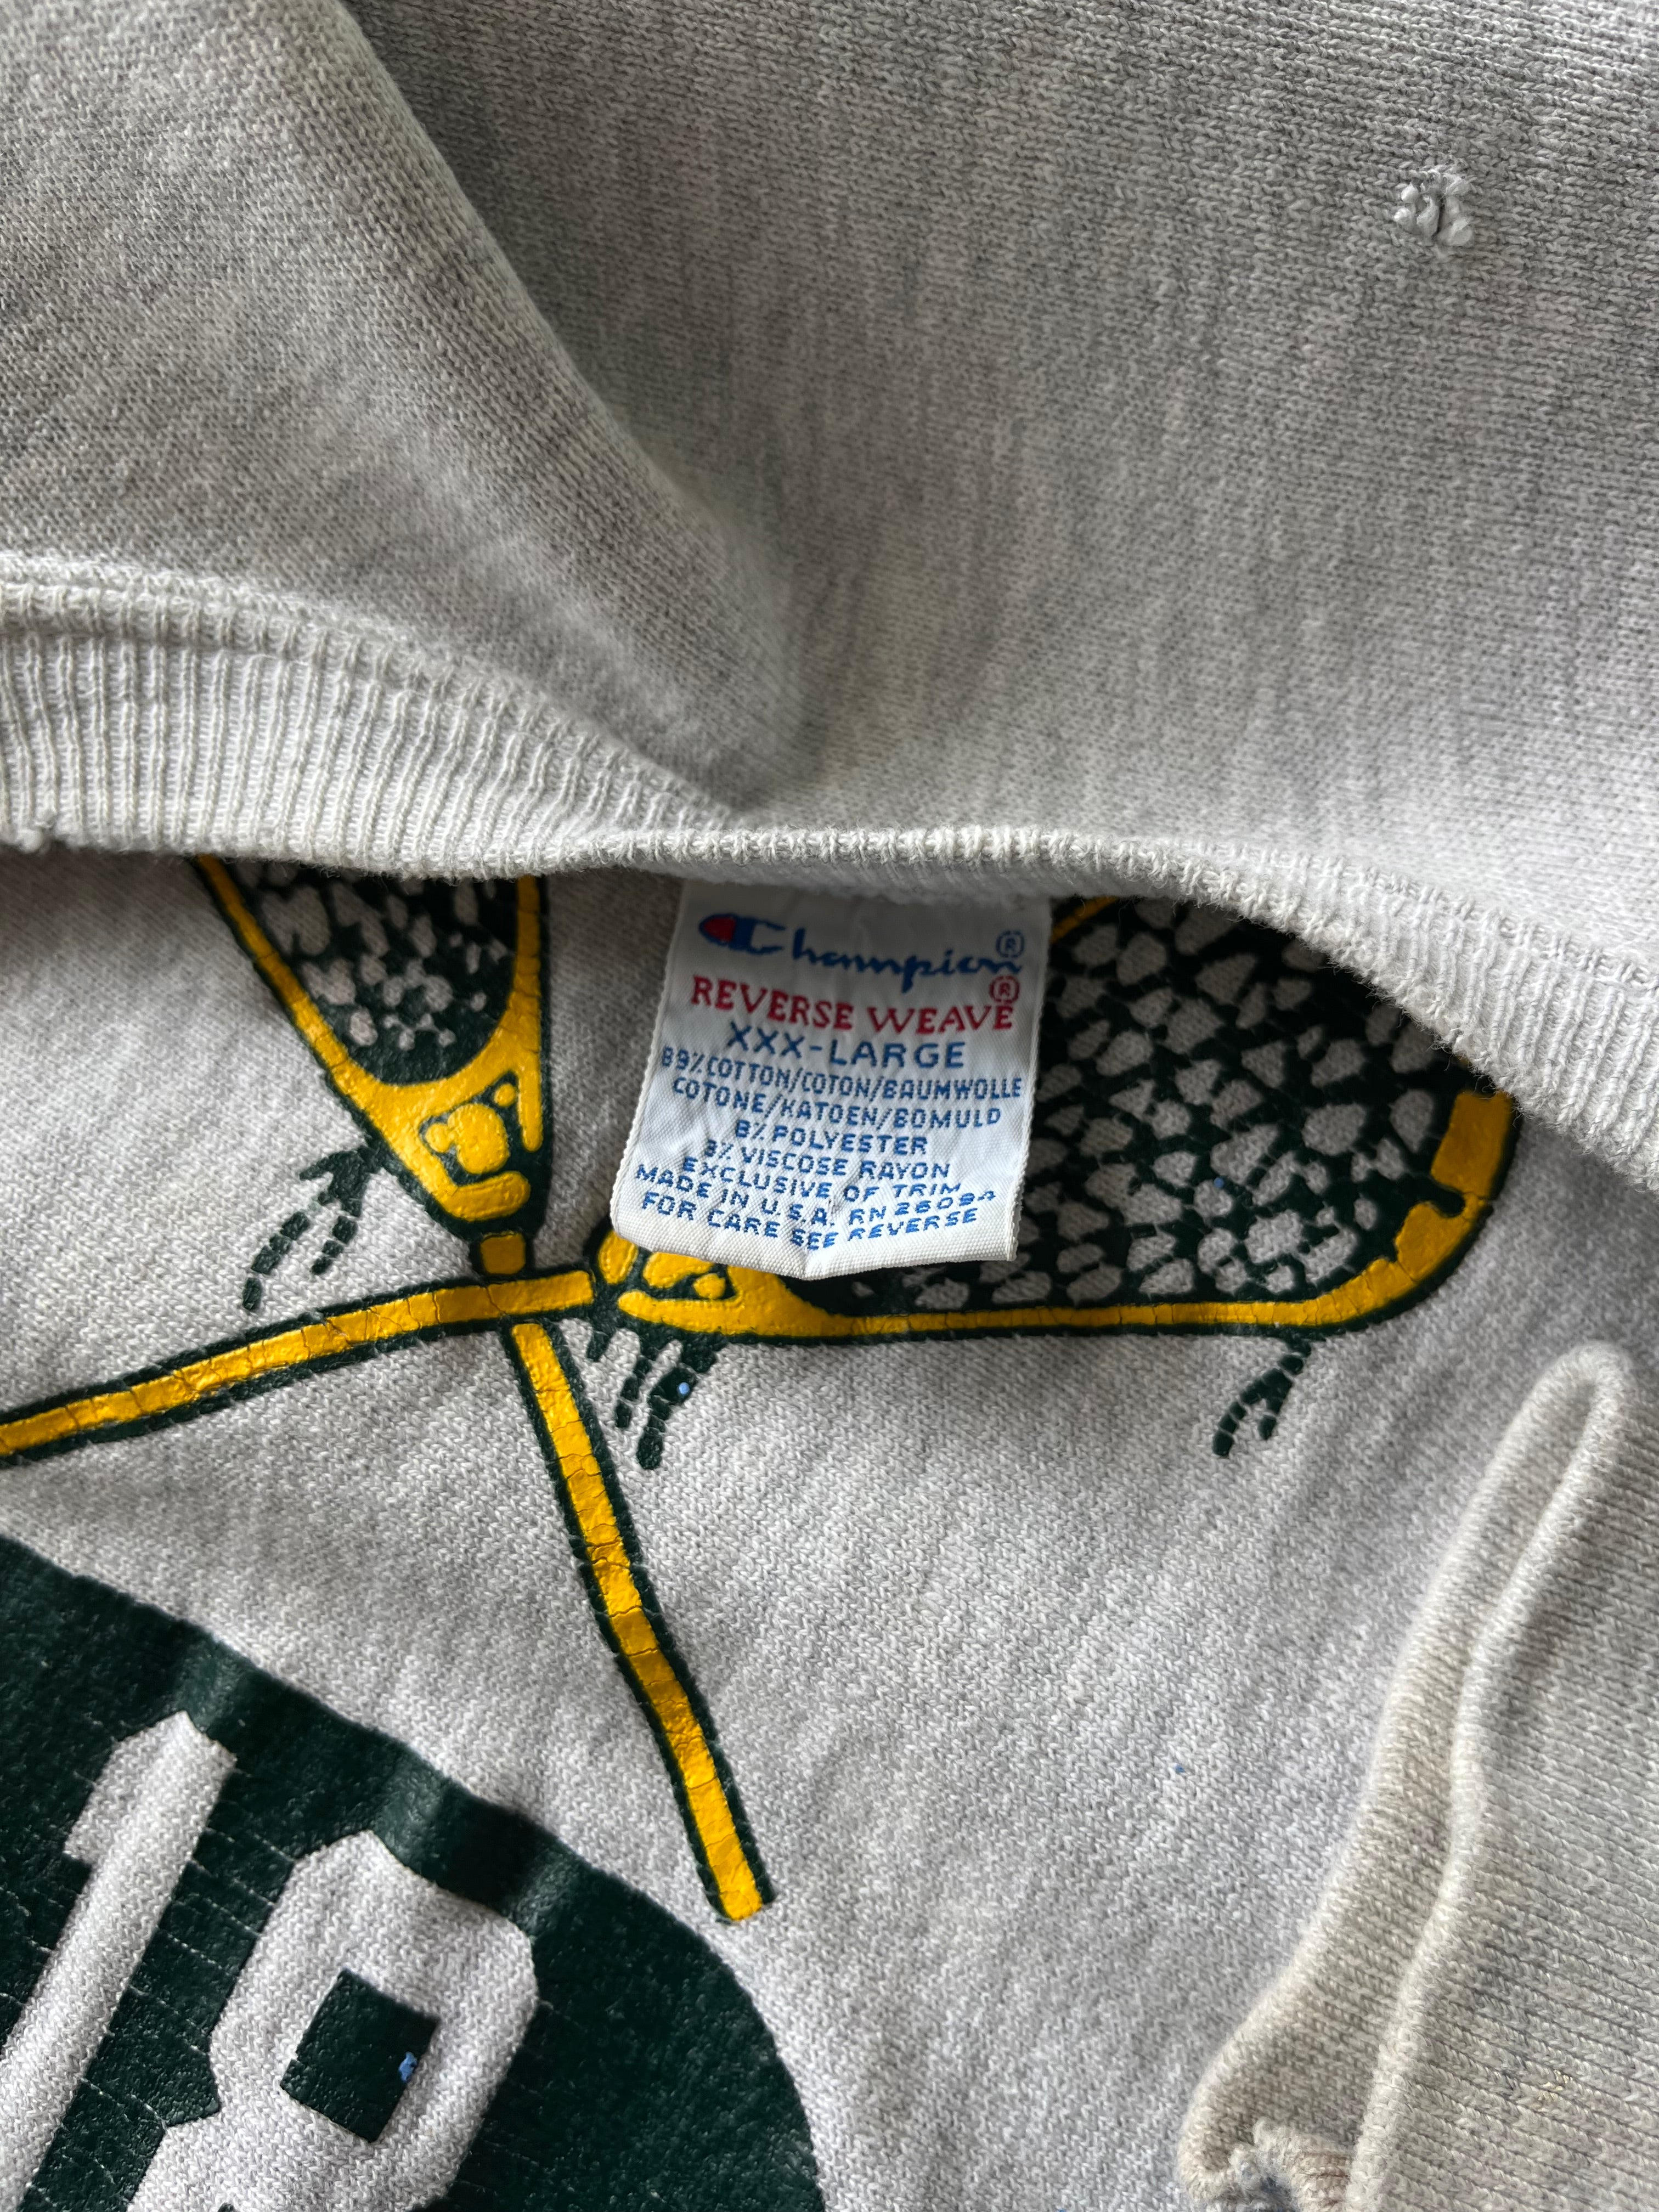 Champion®
REVERSE WEAVE®
XXX-LARGE
89% COTTON/COTON/BAUMWOLLE
COTONE/KATOEN/BOMULD
8% POLYESTER
3% VISCOSE RAYON
EXCLUSIVE OF TRIM
MADE IN U.S.A. RN 26094
FOR CARE SEE REVERSE
18